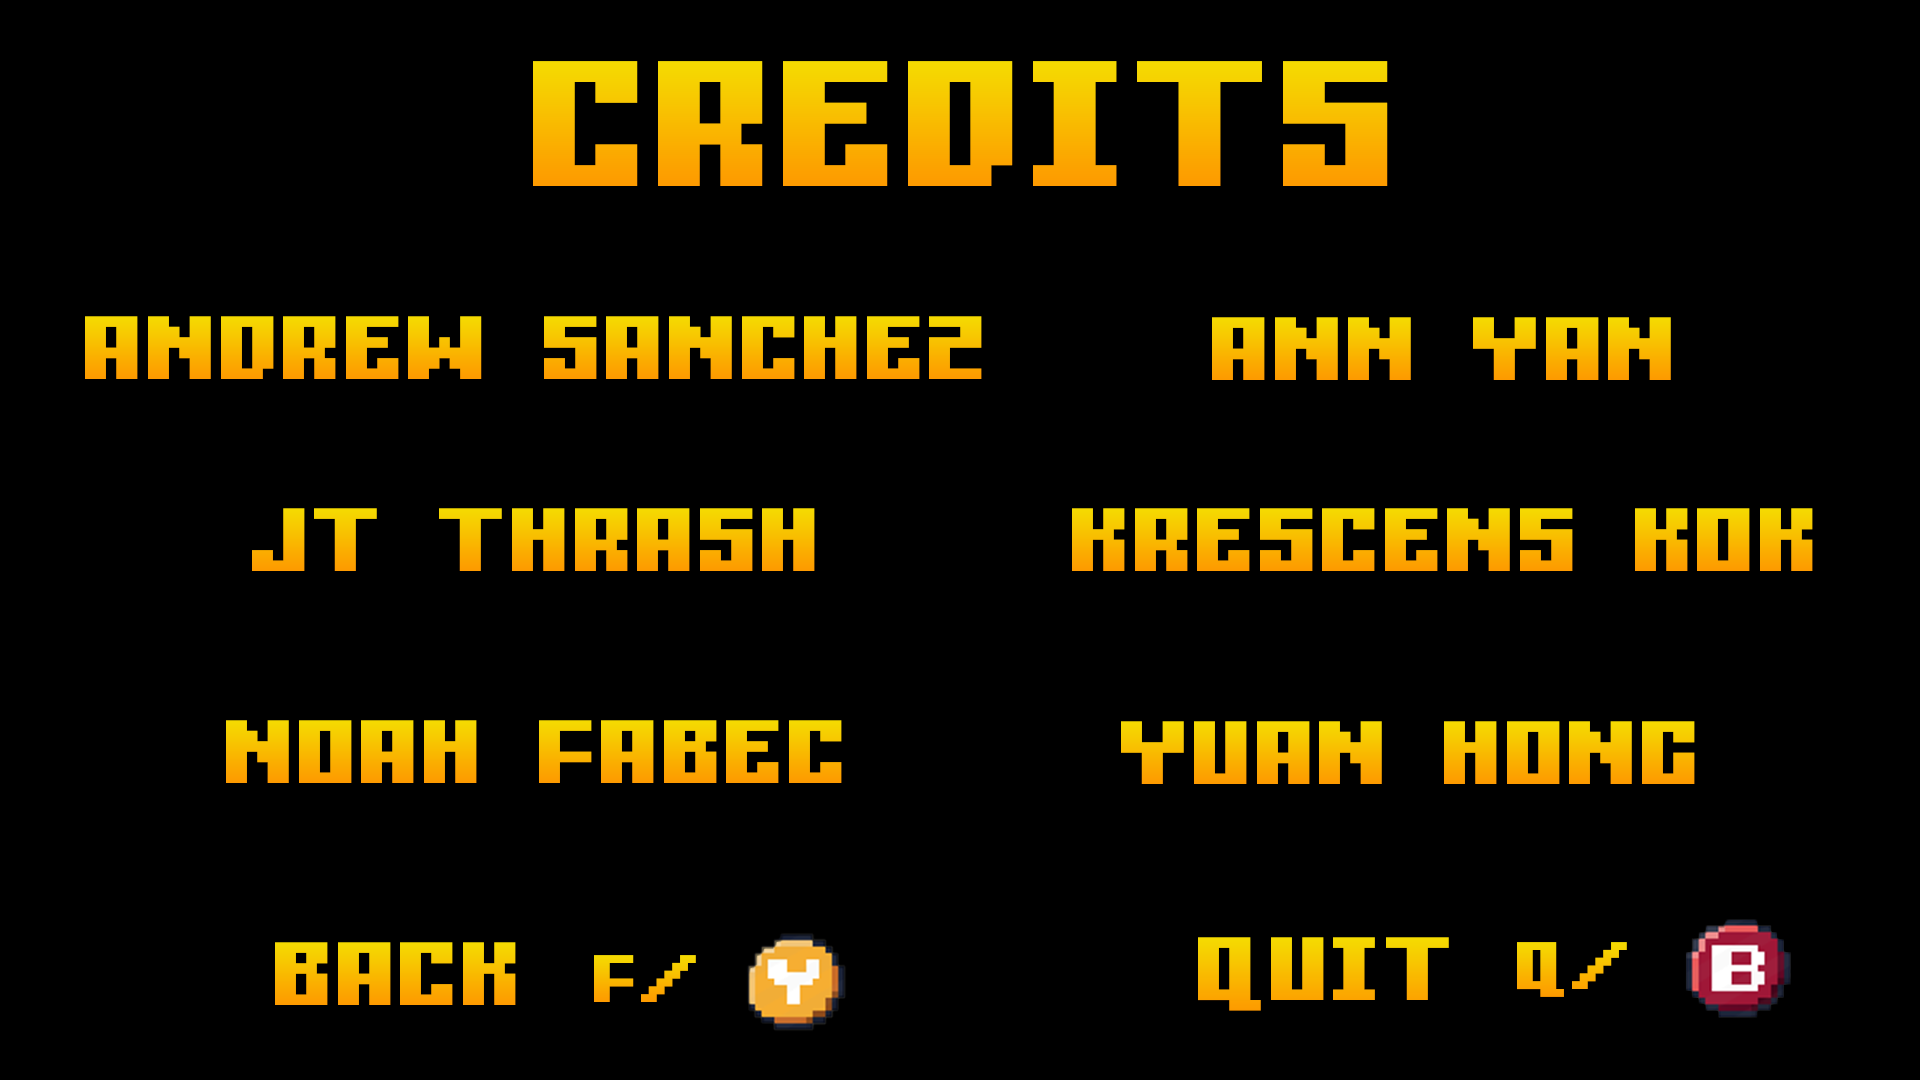 CREDITS
ANDREW SANCHEZ ANN YAN
JT THRASH KRESCENS KOK
NOAH FABEC YUAN HONG
BACK F/ Y QUIT Q/ B